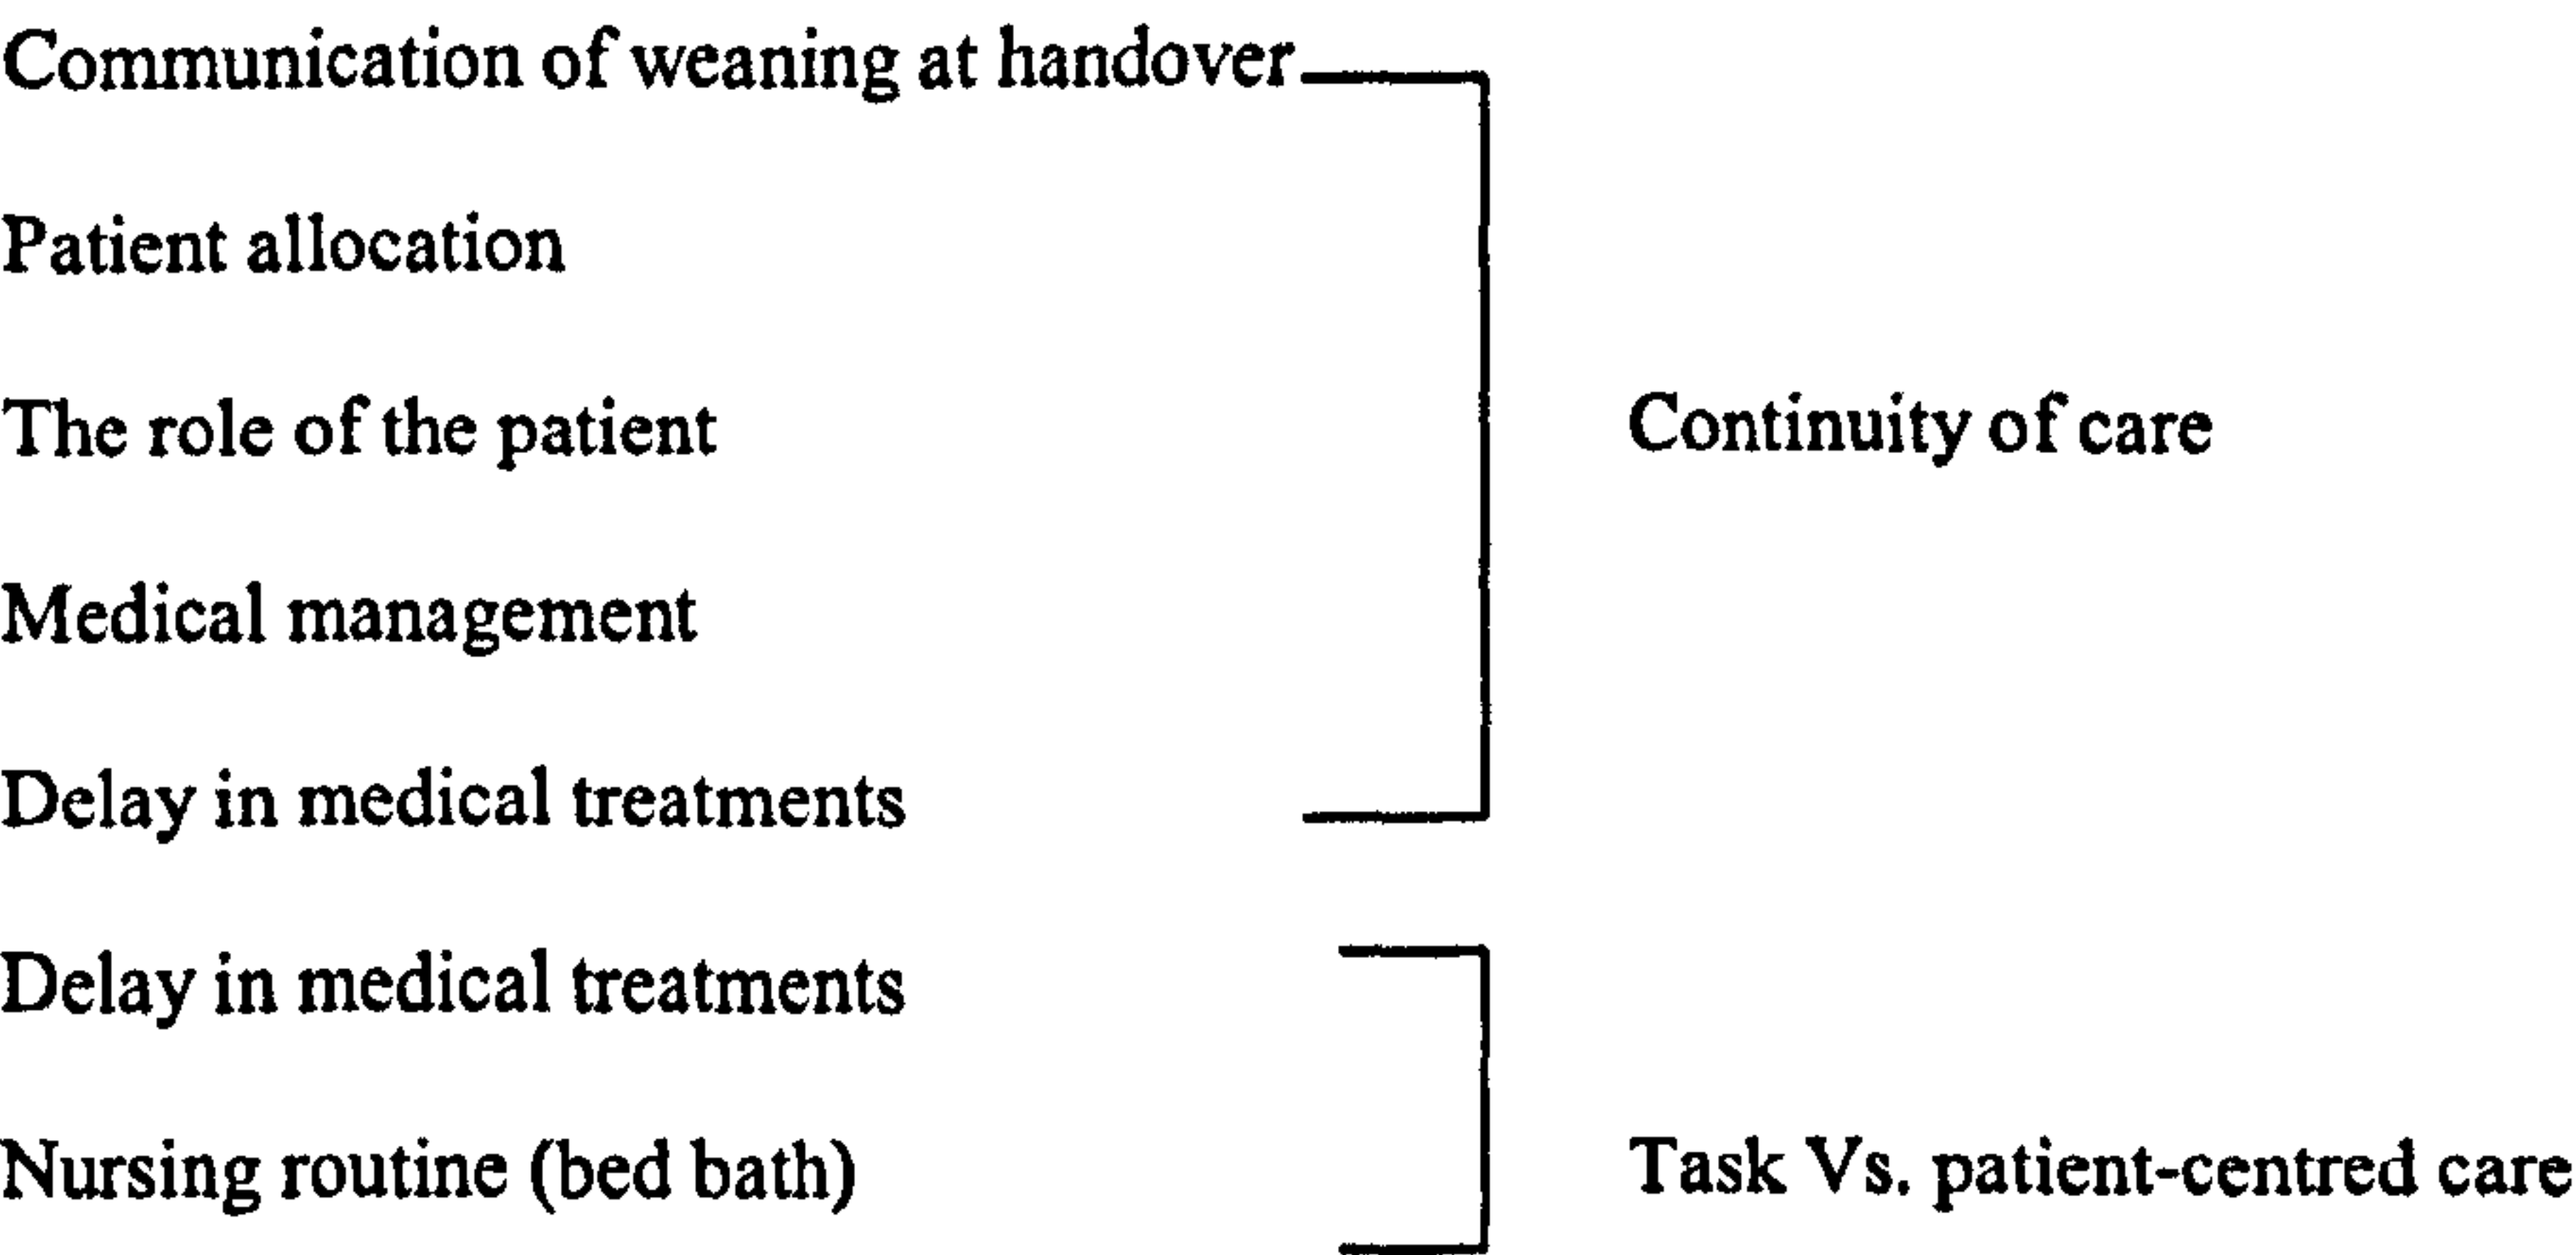 Communication of weaning at handover
Patient allocation
The role of the patient
Continuity of care
Medical management
Delay in medical treatments
Delay in medical treatments
Nursing routine (bed bath)
Task Vs. patient-centred care